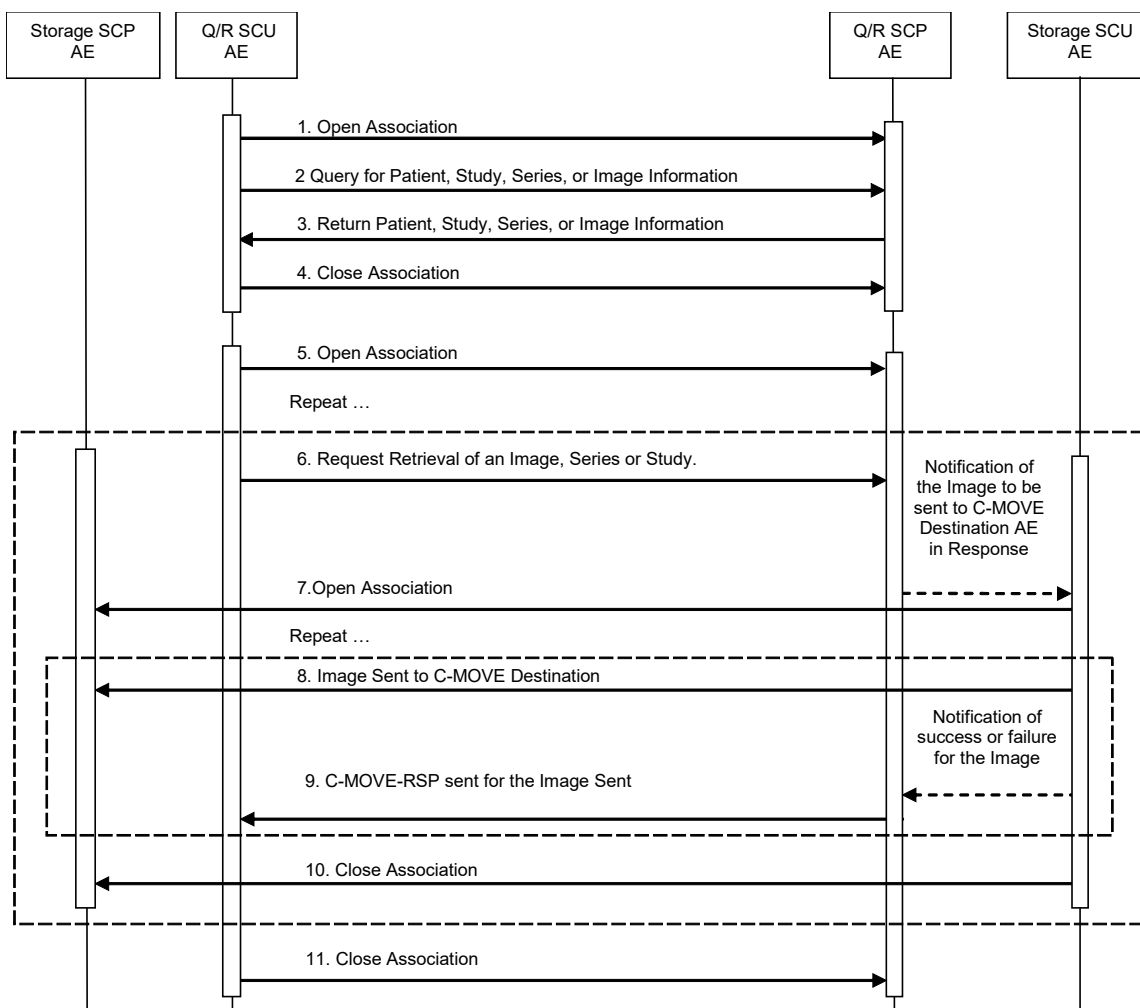 Storage SCP
AE
Q/R SCU
AE
Q/R SCP
AE
Storage SCU
AE
1. Open Association
2 Query for Patient, Study, Series, or Image Information
3. Return Patient, Study, Series, or Image Information
4. Close Association
5. Open Association
Repeat …
6. Request Retrieval of an Image, Series or Study.
Notification of
the Image to be
sent to C-MOVE
Destination AE
in Response
7.Open Association
Repeat …
8. Image Sent to C-MOVE Destination
Notification of
success or failure
for the Image
9. C-MOVE-RSP sent for the Image Sent
10. Close Association
11. Close Association